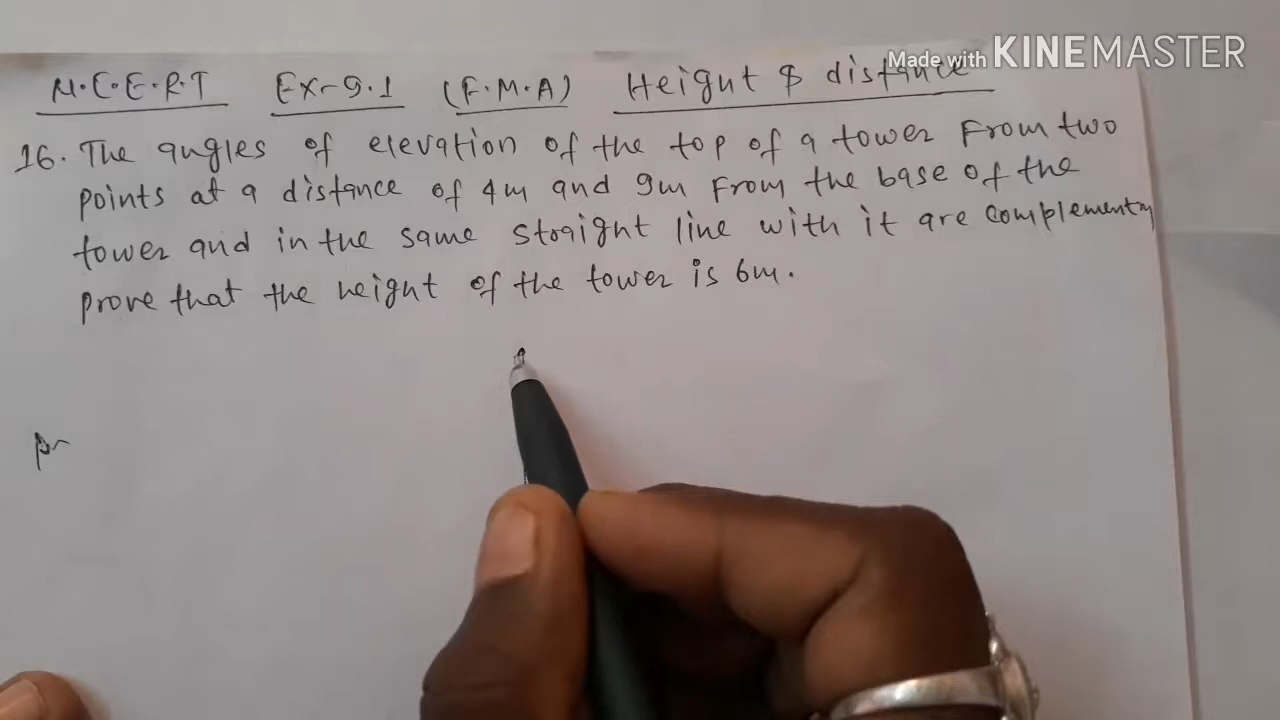 Made with KINEMASTER
N.C.E.R.T Ex-9.1 (F.M.A) Height & distance
16. The angles of elevation of the top of a tower From two
points at a distance of 4m and 9m From the base of the
tower and in the same straight line with it are complementy
prove that the height of the tower is 6m.